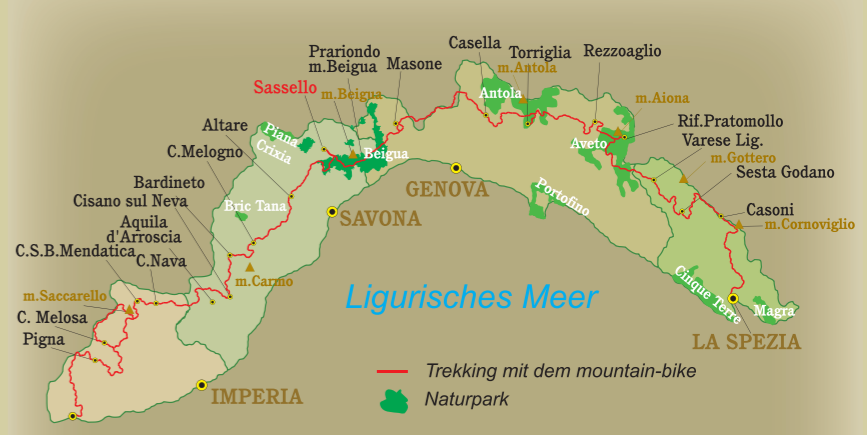 Casella
Torriglia
Rezzoaglio
Prariondo
m.Beigua
Masone
m.Antola
Sassello
m.Beigua
Antola
m.Aiona
Altare
Piana
Crixia
Rif.Pratomollo
Varese Lig.
C.Melogno
Beigua
Aveto
m.Gottero
Sesta Godano
Bardineto
Cisano sul Neva
Bric Tana
GENOVA
Portofino
SAVONA
Casoni
m.Cornoviglio
Aquila
d'Arroscia
C.S.B.Mendatica
C.Nava
m.Carmo
m.Saccarello
Ligurisches Meer
Cinque Terre
Magra
C. Melosa
Pigna
LA SPEZIA
Trekking mit dem mountain-bike
IMPERIA
Naturpark